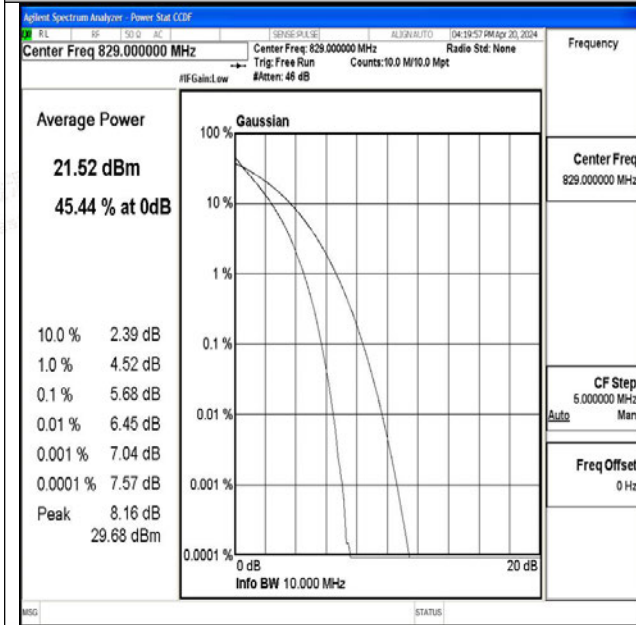 Agilent Spectrum Analyzer - Power Stat CCDF
RL RF 50 Ω AC SENSE:PULSE ALIGNAUTO 04:19:57 PM Apr 20, 2024
Center Freq 829.000000 MHz
Center Freq: 829.000000 MHz Radio Std: None
Trig: Free Run Counts:10.0 M/10.0 Mpt
#IFGain:Low #Atten: 46 dB
Frequency
Average Power
21.52 dBm
45.44 % at 0dB
10.0 % 2.39 dB
1.0 % 4.52 dB
0.1 % 5.68 dB
0.01 % 6.45 dB
0.001 % 7.04 dB
0.0001 % 7.57 dB
Peak 8.16 dB
29.68 dBm
Gaussian
100 %
10 %
1 %
0.1 %
0.01 %
0.001 %
0.0001 %
0 dB 20 dB
Info BW 10.000 MHz
Center Freq
829.000000 MHz
CF Step
5.000000 MHz
Auto Man
Freq Offset
0 Hz
MSG STATUS